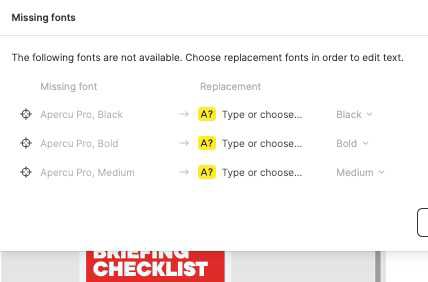 Missing fonts
The following fonts are not available. Choose replacement fonts in order to edit text.
Missing font Replacement
Apercu Pro, Black → A? Type or choose... Black
Apercu Pro, Bold → A? Type or choose... Bold
Apercu Pro, Medium → A? Type or choose... Medium
BRIEFING
CHECKLIST